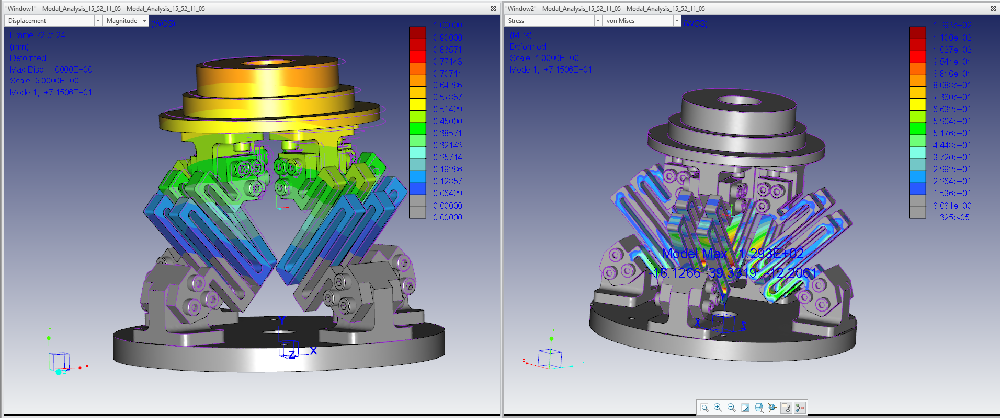 "Window1" - Modal_Analysis_15_52_11_05 - Modal_Analysis_15_52_11_05
Displacement
Magnitude
(WCS)
Frame 22 of 24
(mm)
Deformed
Max Disp 1.0000E+00
Scale 5.0000E+00
Mode 1, +7.1506E+01
1.00000
0.90000
0.83571
0.77143
0.70714
0.64286
0.57857
0.51429
0.45000
0.38571
0.32143
0.25714
0.19286
0.12857
0.06429
0.00000
0.00000
Y
X
Z
Y
X
Z
"Window2" - Modal_Analysis_15_52_11_05 - Modal_Analysis_15_52_11_05
Stress
von Mises
(WCS)
(MPa)
Deformed
Scale 1.0000E+00
Mode 1, +7.1506E+01
1.293e+02
1.100e+02
1.027e+02
9.544e+01
8.816e+01
8.088e+01
7.360e+01
6.632e+01
5.904e+01
5.176e+01
4.448e+01
3.720e+01
2.992e+01
2.264e+01
1.536e+01
8.081e+00
1.325e-05
Model Max 1.293E+02
-16.1266 39.3319 -12.2061
Y
X
Z
Y
X
Z